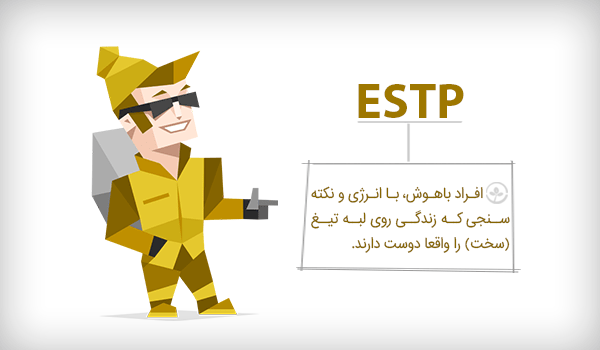 ESTP
افراد باهوش، با انرژی و نکته
سنجی که زندگی روی لبه تیغ
(سخت) را واقعا دوست دارند.